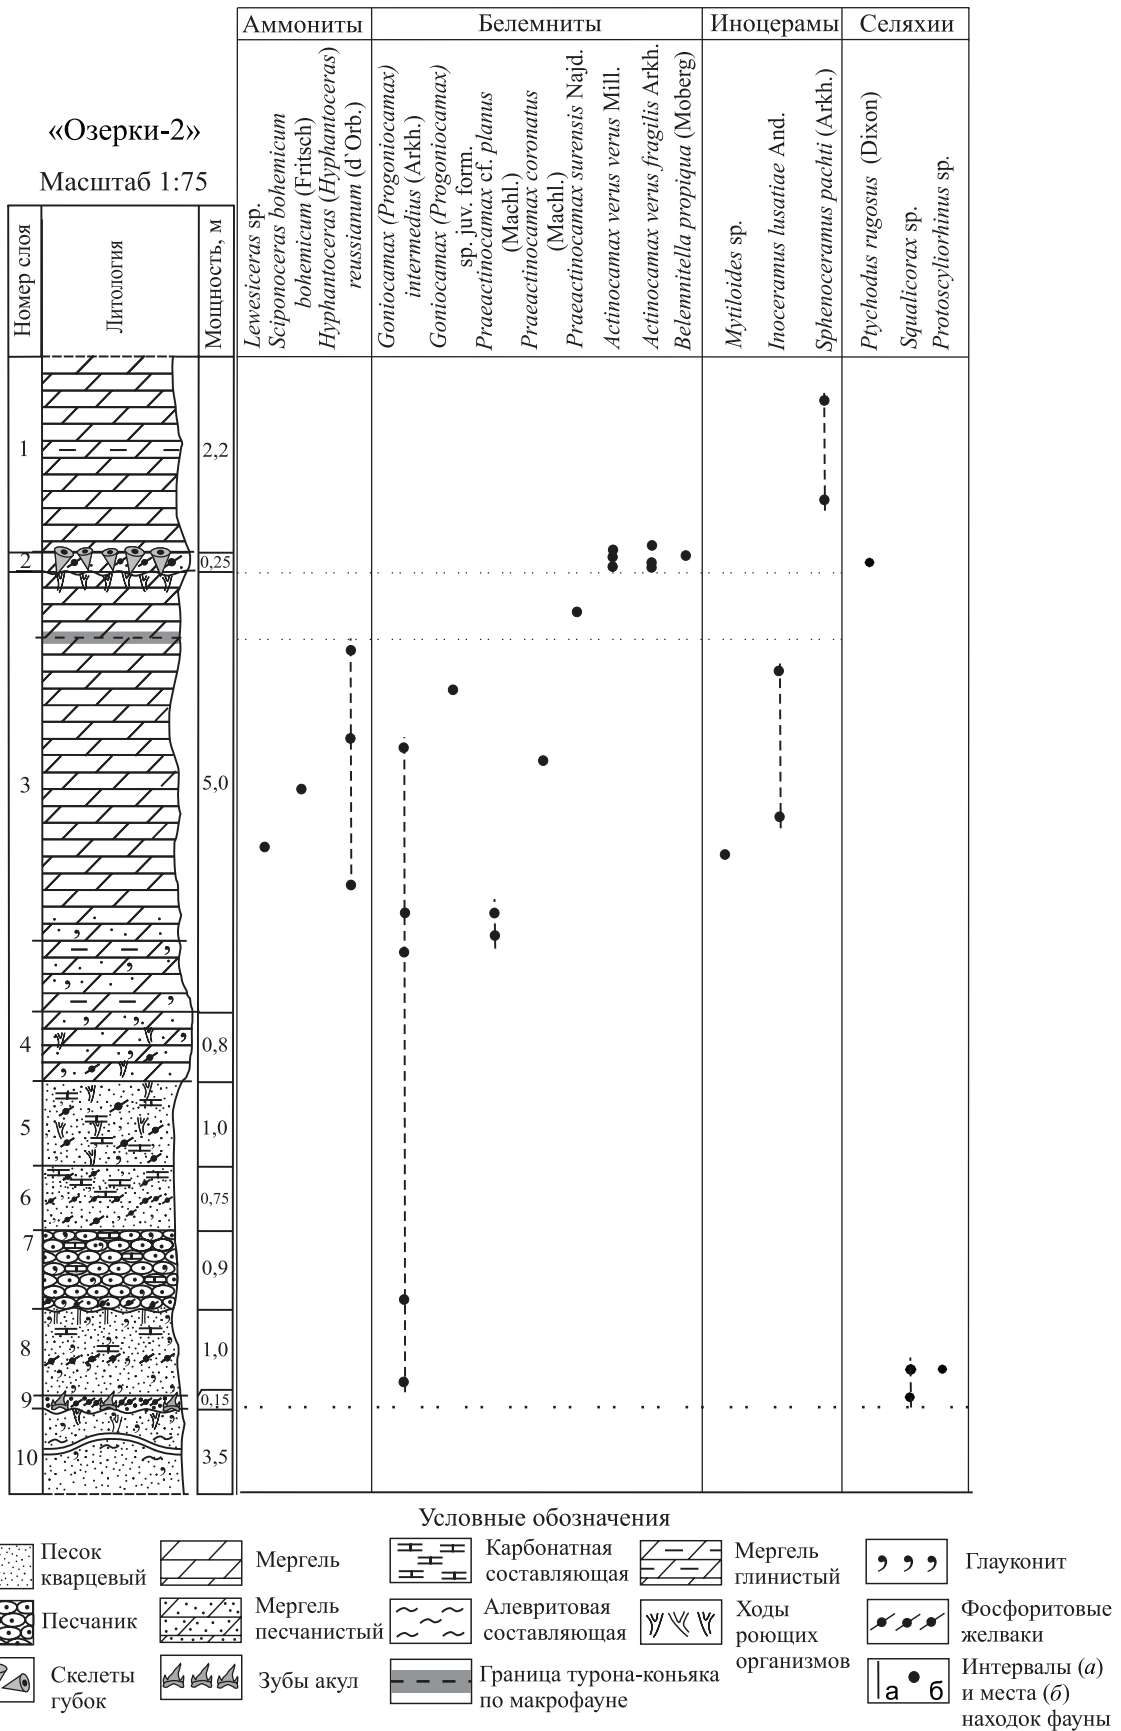 «Озерки-2»
Масштаб 1:75
Номер слоя
Литология
Мощность, м
Аммониты
Белемниты
Иноцерамы
Селяхии
Lewesiceras sp.
Sciponoceras bohemicum
bohemicum (Fritsch)
Hyphantoceras (Hyphantoceras)
reussianum (d`Orb.)
Goniocamax (Progoniocamax)
intermedius (Arkh.)
Goniocamax (Progoniocamax)
sp. juv. form.
Praeactinocamax cf. planus
(Machl.)
Praeactinocamax coronatus
(Machl.)
Praeactinocamax surensis Najd.
Actinocamax verus verus Mill.
Actinocamax verus fragilis Arkh.
Belemnitella propiqua (Moberg)
Mytiloides sp.
Inoceramus lusatiae And.
Sphenoceramus pachti (Arkh.)
Ptychodus rugosus (Dixon)
Squalicorax sp.
Protoscyliorhinus sp.
1
2,2
2
0,25
3
5,0
4
0,8
5
1,0
6
0,75
7
0,9
8
1,0
9
0,15
10
3,5
Условные обозначения
Песок
кварцевый
Мергель
Карбонатная
составляющая
Мергель
глинистый
Глауконит
Песчаник
Мергель
песчанистый
Алевритовая
составляющая
Ходы
роющих
организмов
Фосфоритовые
желваки
Скелеты
губок
Зубы акул
Граница турона-коньяка
по макрофауне
а
б
Интервалы (а)
и места (б)
находок фауны